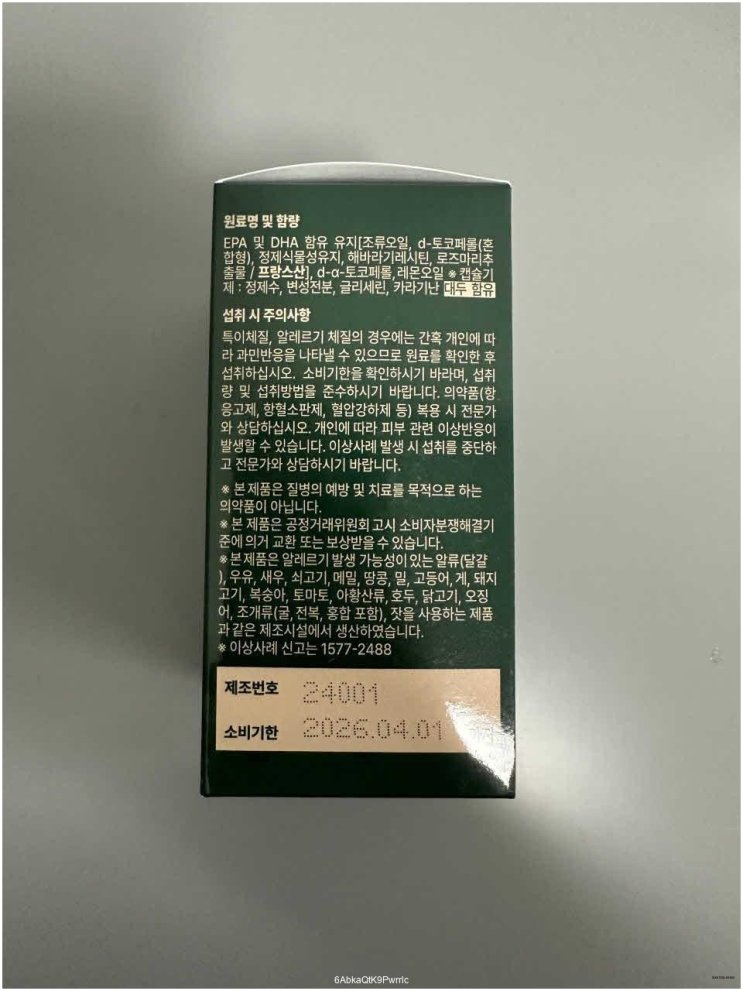 원료명 및 함량
EPA 및 DHA 함유 유지[조류오일, d-토코페롤(혼
합형), 정제식물성유지, 해바라기레시틴, 로즈마리추
출물 / 프랑스산], d-α-토코페롤, 레몬오일 ※ 캡슐기
제 : 정제수, 변성전분, 글리세린, 카라기난 대두 함유
섭취 시 주의사항
특이체질, 알레르기 체질의 경우에는 간혹 개인에 따
라 과민반응을 나타낼 수 있으므로 원료를 확인한 후
섭취하십시오. 소비기한을 확인하시기 바라며, 섭취
량 및 섭취방법을 준수하시기 바랍니다. 의약품(항
응고제, 항혈소판제, 혈압강하제 등) 복용 시 전문가
와 상담하십시오. 개인에 따라 피부 관련 이상반응이
발생할 수 있습니다. 이상사례 발생 시 섭취를 중단하
고 전문가와 상담하시기 바랍니다.
※ 본 제품은 질병의 예방 및 치료를 목적으로 하는
의약품이 아닙니다.
※ 본 제품은 공정거래위원회 고시 소비자분쟁해결기
준에 의거 교환 또는 보상받을 수 있습니다.
※ 본 제품은 알레르기 발생 가능성이 있는 알류(달걀
), 우유, 새우, 쇠고기, 메밀, 땅콩, 밀, 고등어, 게, 돼지
고기, 복숭아, 토마토, 아황산류, 호두, 닭고기, 오징
어, 조개류(굴, 전복, 홍합 포함), 잣을 사용하는 제품
과 같은 제조시설에서 생산하였습니다.
※ 이상사례 신고는 1577-2488
제조번호 24001
소비기한 2026.04.01
6AbkaQtK9Pwrrlc